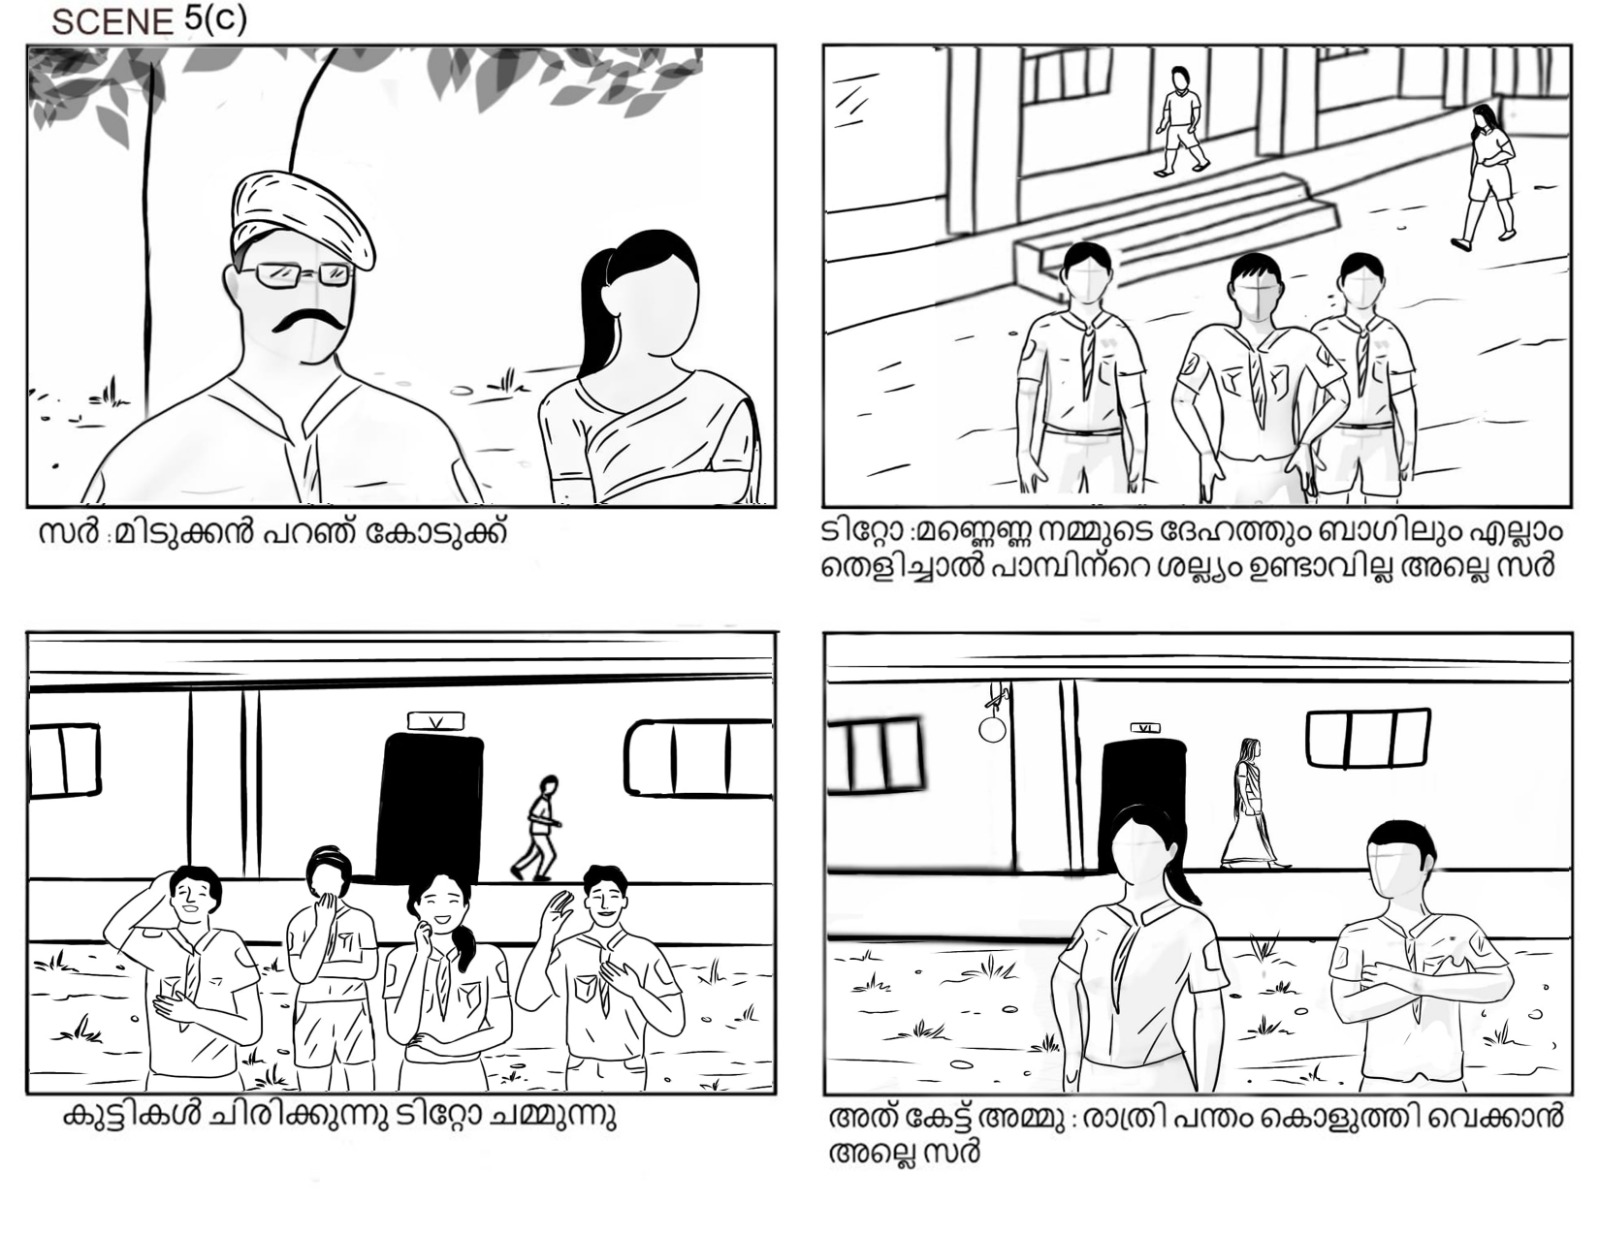 SCENE 5(c)
സർ :മിടുക്കൻ പറഞ് കോടുക്ക്
ടിറ്റോ :മണ്ണെണ്ണ നമ്മുടെ ദേഹത്തും ബാഗിലും എല്ലാം
തെളിച്ചാൽ പാമ്പിന്റെ ശല്ല്യം ഉണ്ടാവില്ല അല്ലെ സർ
V
VI
കുട്ടികൾ ചിരിക്കുന്നു ടിറ്റോ ചമ്മുന്നു
അത് കേട്ട് അമ്മു : രാത്രി പന്തം കൊളുത്തി വെക്കാൻ
അല്ലെ സർ